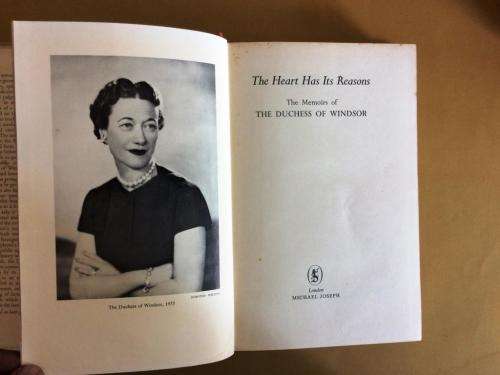 The Duchess of Windsor, 1955
The Heart Has Its Reasons
The Memoirs of
THE DUCHESS OF WINDSOR
London
MICHAEL JOSEPH